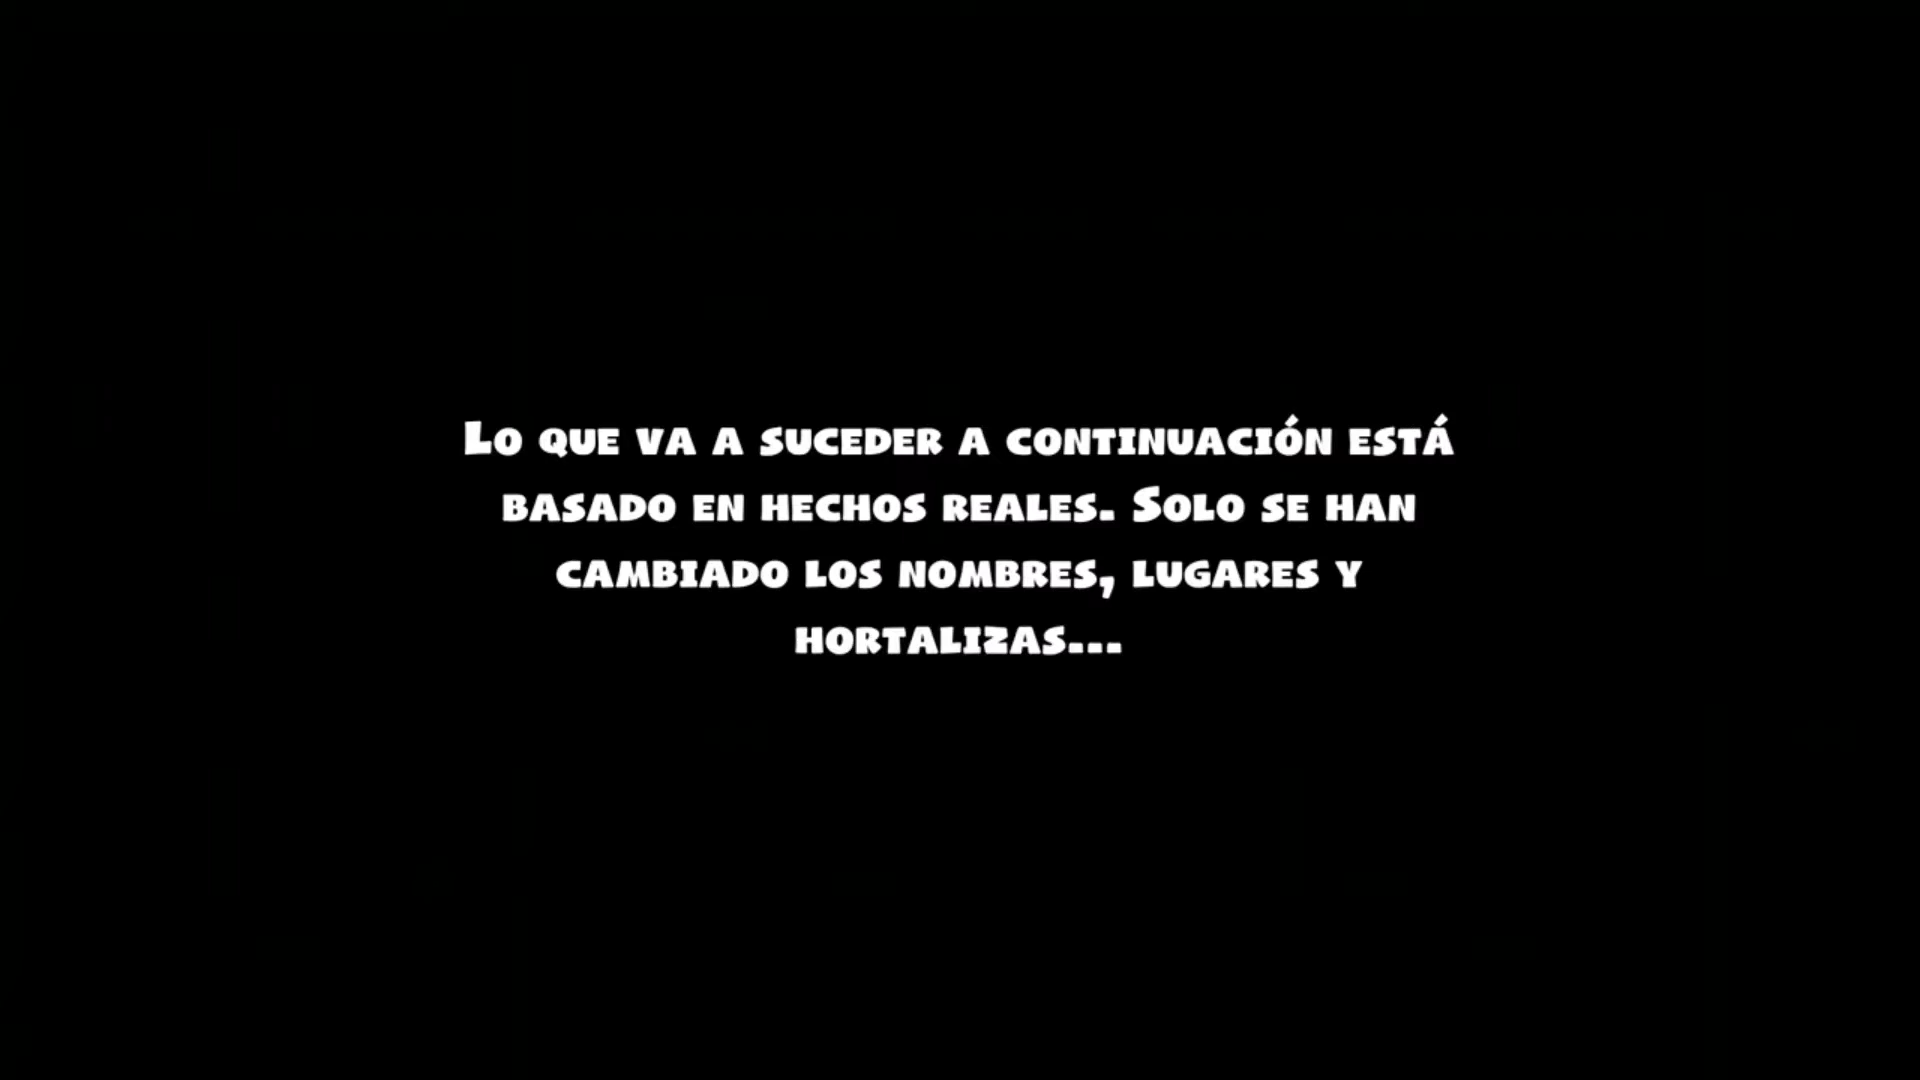 Lo que va a suceder a continuación está
basado en hechos reales. Solo se han
cambiado los nombres, lugares y
hortalizas...